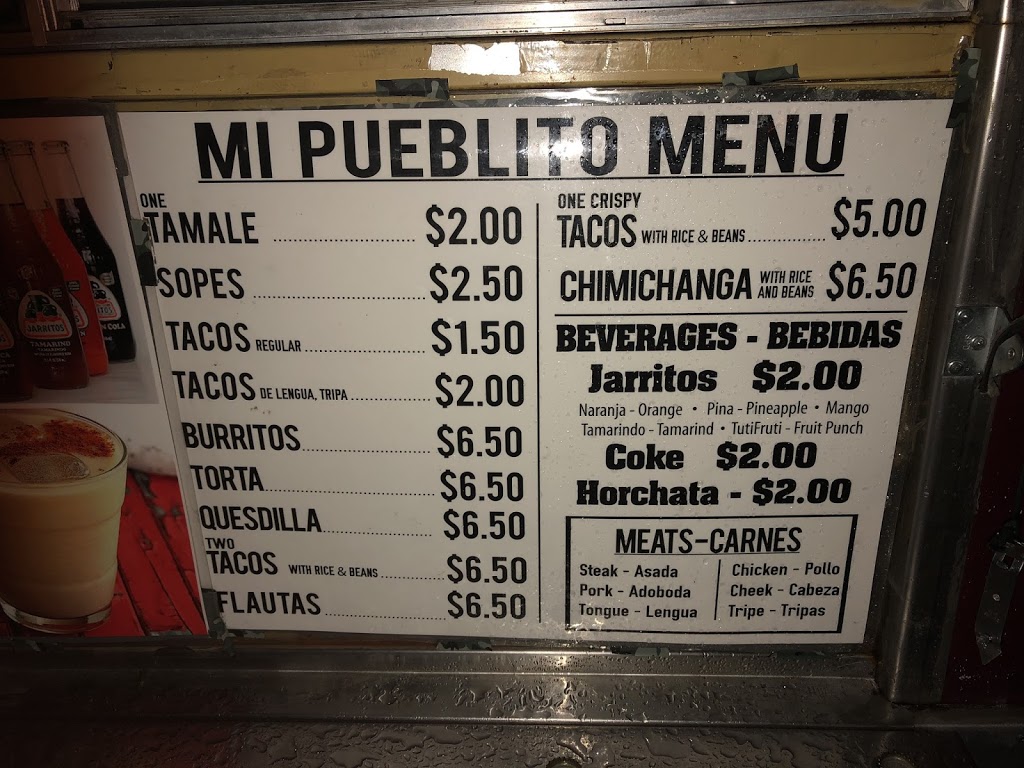 MI PUEBLITO MENU
ONE
TAMALE $2.00
SOPES $2.50
TACOS REGULAR $1.50
TACOS DE LENGUA, TRIPA $2.00
BURRITOS $6.50
TORTA $6.50
QUESDILLA $6.50
TWO
TACOS WITH RICE & BEANS $6.50
FLAUTAS $6.50
ONE CRISPY
TACOS WITH RICE & BEANS $5.00
CHIMICHANGA WITH RICE AND BEANS $6.50
BEVERAGES - BEBIDAS
Jarritos $2.00
Naranja - Orange • Pina - Pineapple • Mango
Tamarindo - Tamarind • TutiFruti - Fruit Punch
Coke $2.00
Horchata - $2.00
MEATS-CARNES
Steak - Asada
Pork - Adoboda
Tongue - Lengua
Chicken - Pollo
Cheek - Cabeza
Tripe - Tripas
JARRITOS
TAMARINDO
COLA